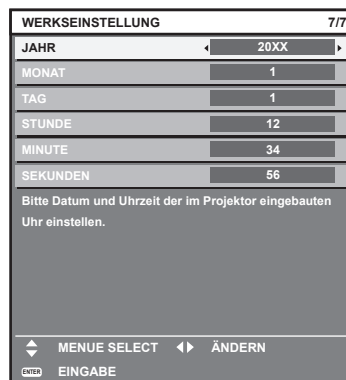 WERKSEINSTELLUNG 7/7
JAHR 20XX
MONAT 1
TAG 1
STUNDE 12
MINUTE 34
SEKUNDEN 56
Bitte Datum und Uhrzeit der im Projektor eingebauten
Uhr einstellen.
MENUE SELECT ÄNDERN
ENTER EINGABE